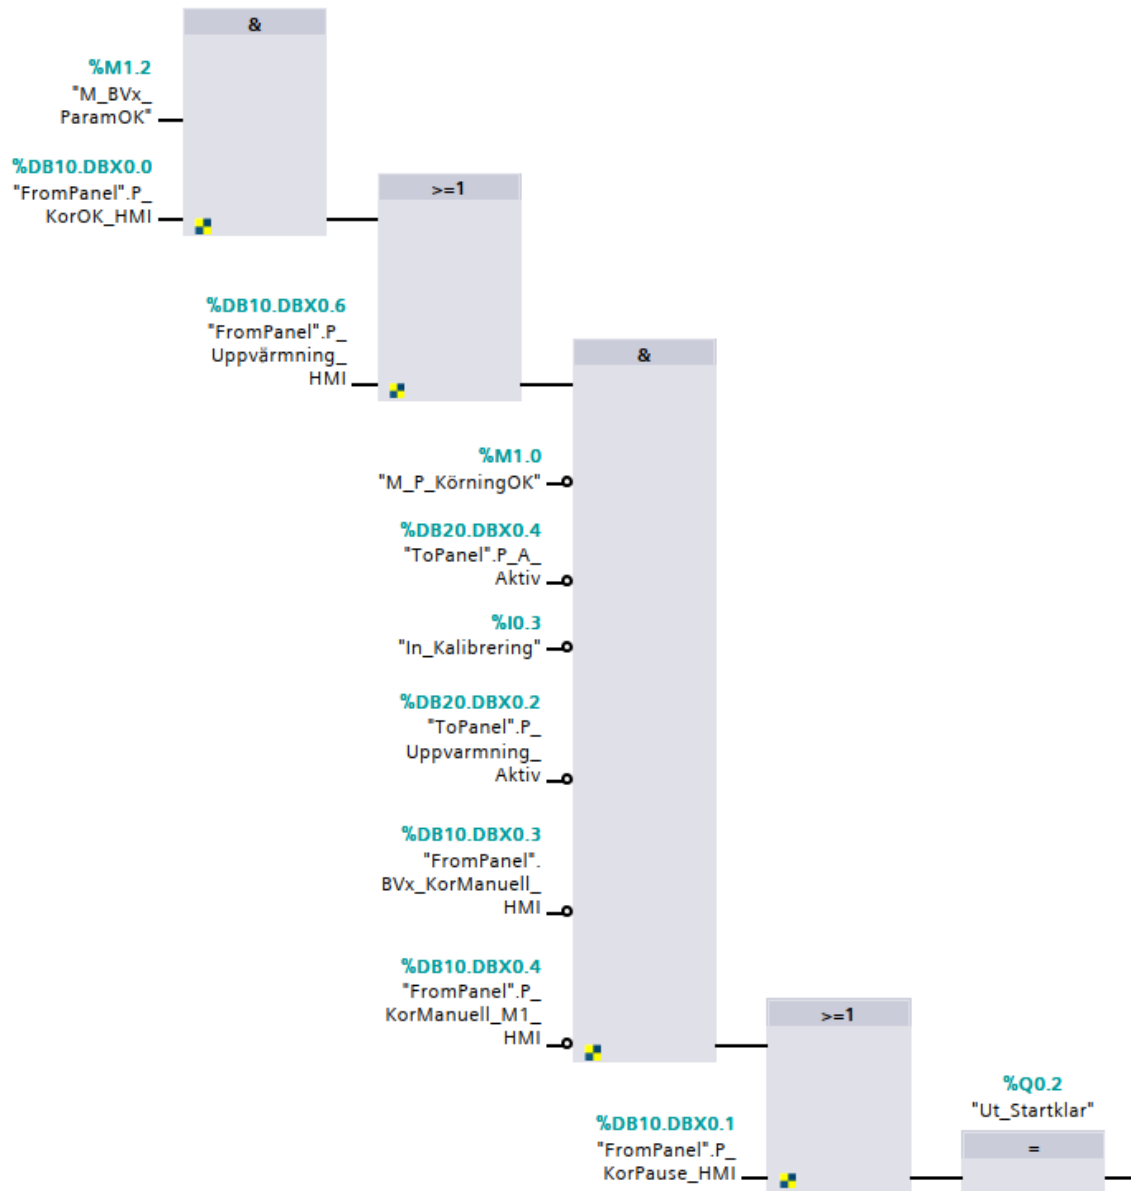 &
%M1.2
"M_BVx_
ParamOK"
%DB10.DBX0.0
"FromPanel".P_
KorOK_HMI
>=1
%DB10.DBX0.6
"FromPanel".P_
Uppvärmning_
HMI
&
%M1.0
"M_P_KörningOK"
%DB20.DBX0.4
"ToPanel".P_A_
Aktiv
%I0.3
"In_Kalibrering"
%DB20.DBX0.2
"ToPanel".P_
Uppvarmning_
Aktiv
%DB10.DBX0.3
"FromPanel".
BVx_KorManuell_
HMI
%DB10.DBX0.4
"FromPanel".P_
KorManuell_M1_
HMI
>=1
%DB10.DBX0.1
"FromPanel".P_
KorPause_HMI
%Q0.2
"Ut_Startklar"
=